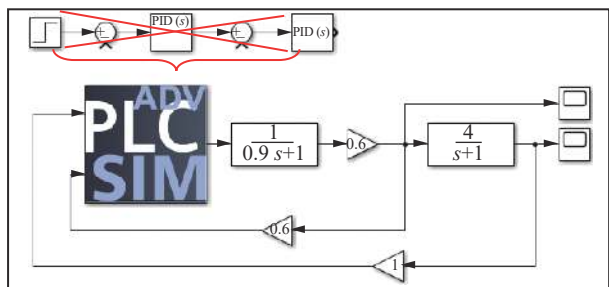 PID (s)
PID (s)
+
−
+
−
ADV
PLC
SIM
1
0.9 s+1
0.6
4
s+1
0.6
1